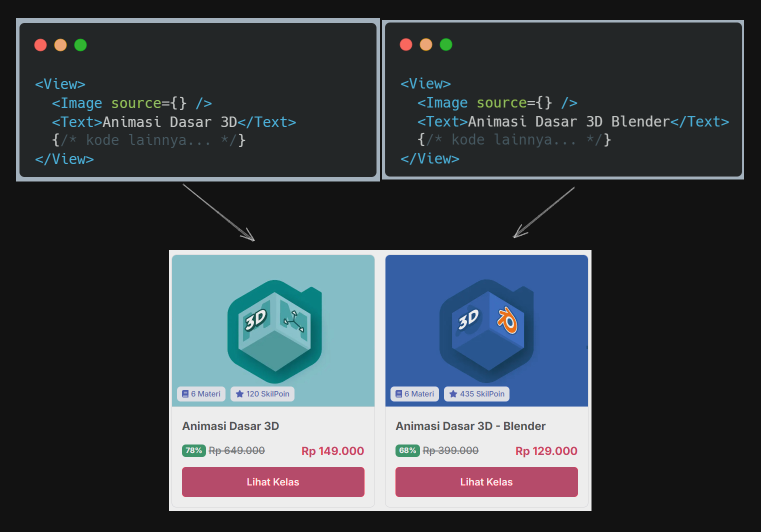 <View>
  <Image source={} />
  <Text>Animasi Dasar 3D</Text>
  {/* kode lainnya... */}
</View>
<View>
  <Image source={} />
  <Text>Animasi Dasar 3D Blender</Text>
  {/* kode lainnya... */}
</View>
3D
6 Materi
120 SkilPoin
Animasi Dasar 3D
78% Rp 649.000 Rp 149.000
Lihat Kelas
3D
6 Materi
435 SkilPoin
Animasi Dasar 3D - Blender
68% Rp 399.000 Rp 129.000
Lihat Kelas